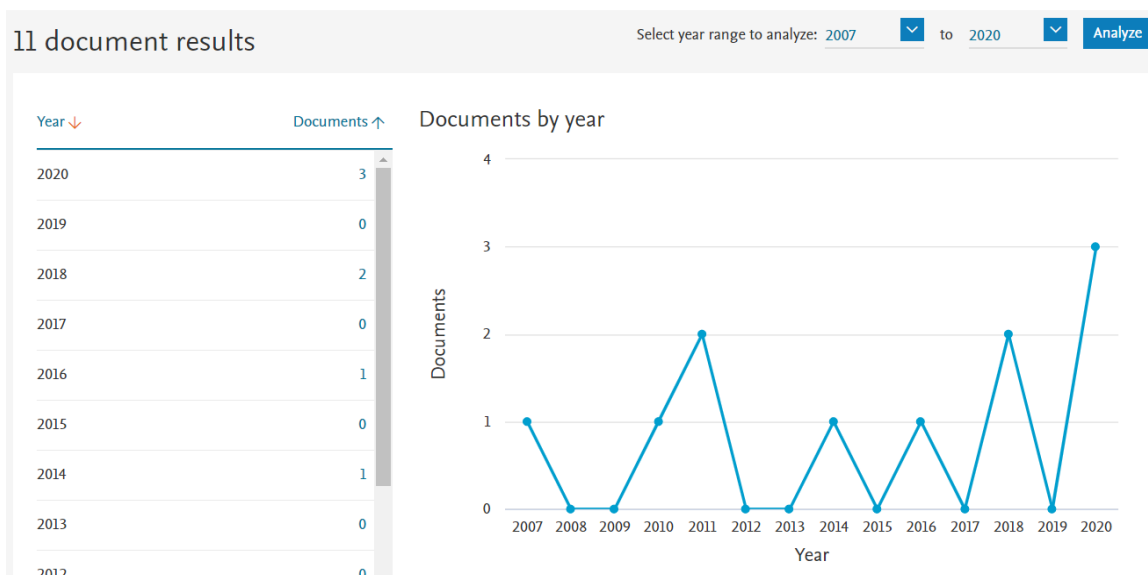 11 document results
Select year range to analyze: 2007 to 2020 Analyze
Year Documents
2020 3
2019 0
2018 2
2017 0
2016 1
2015 0
2014 1
2013 0
2012 0
Documents by year
4
3
2
1
0
Documents
2007 2008 2009 2010 2011 2012 2013 2014 2015 2016 2017 2018 2019 2020
Year